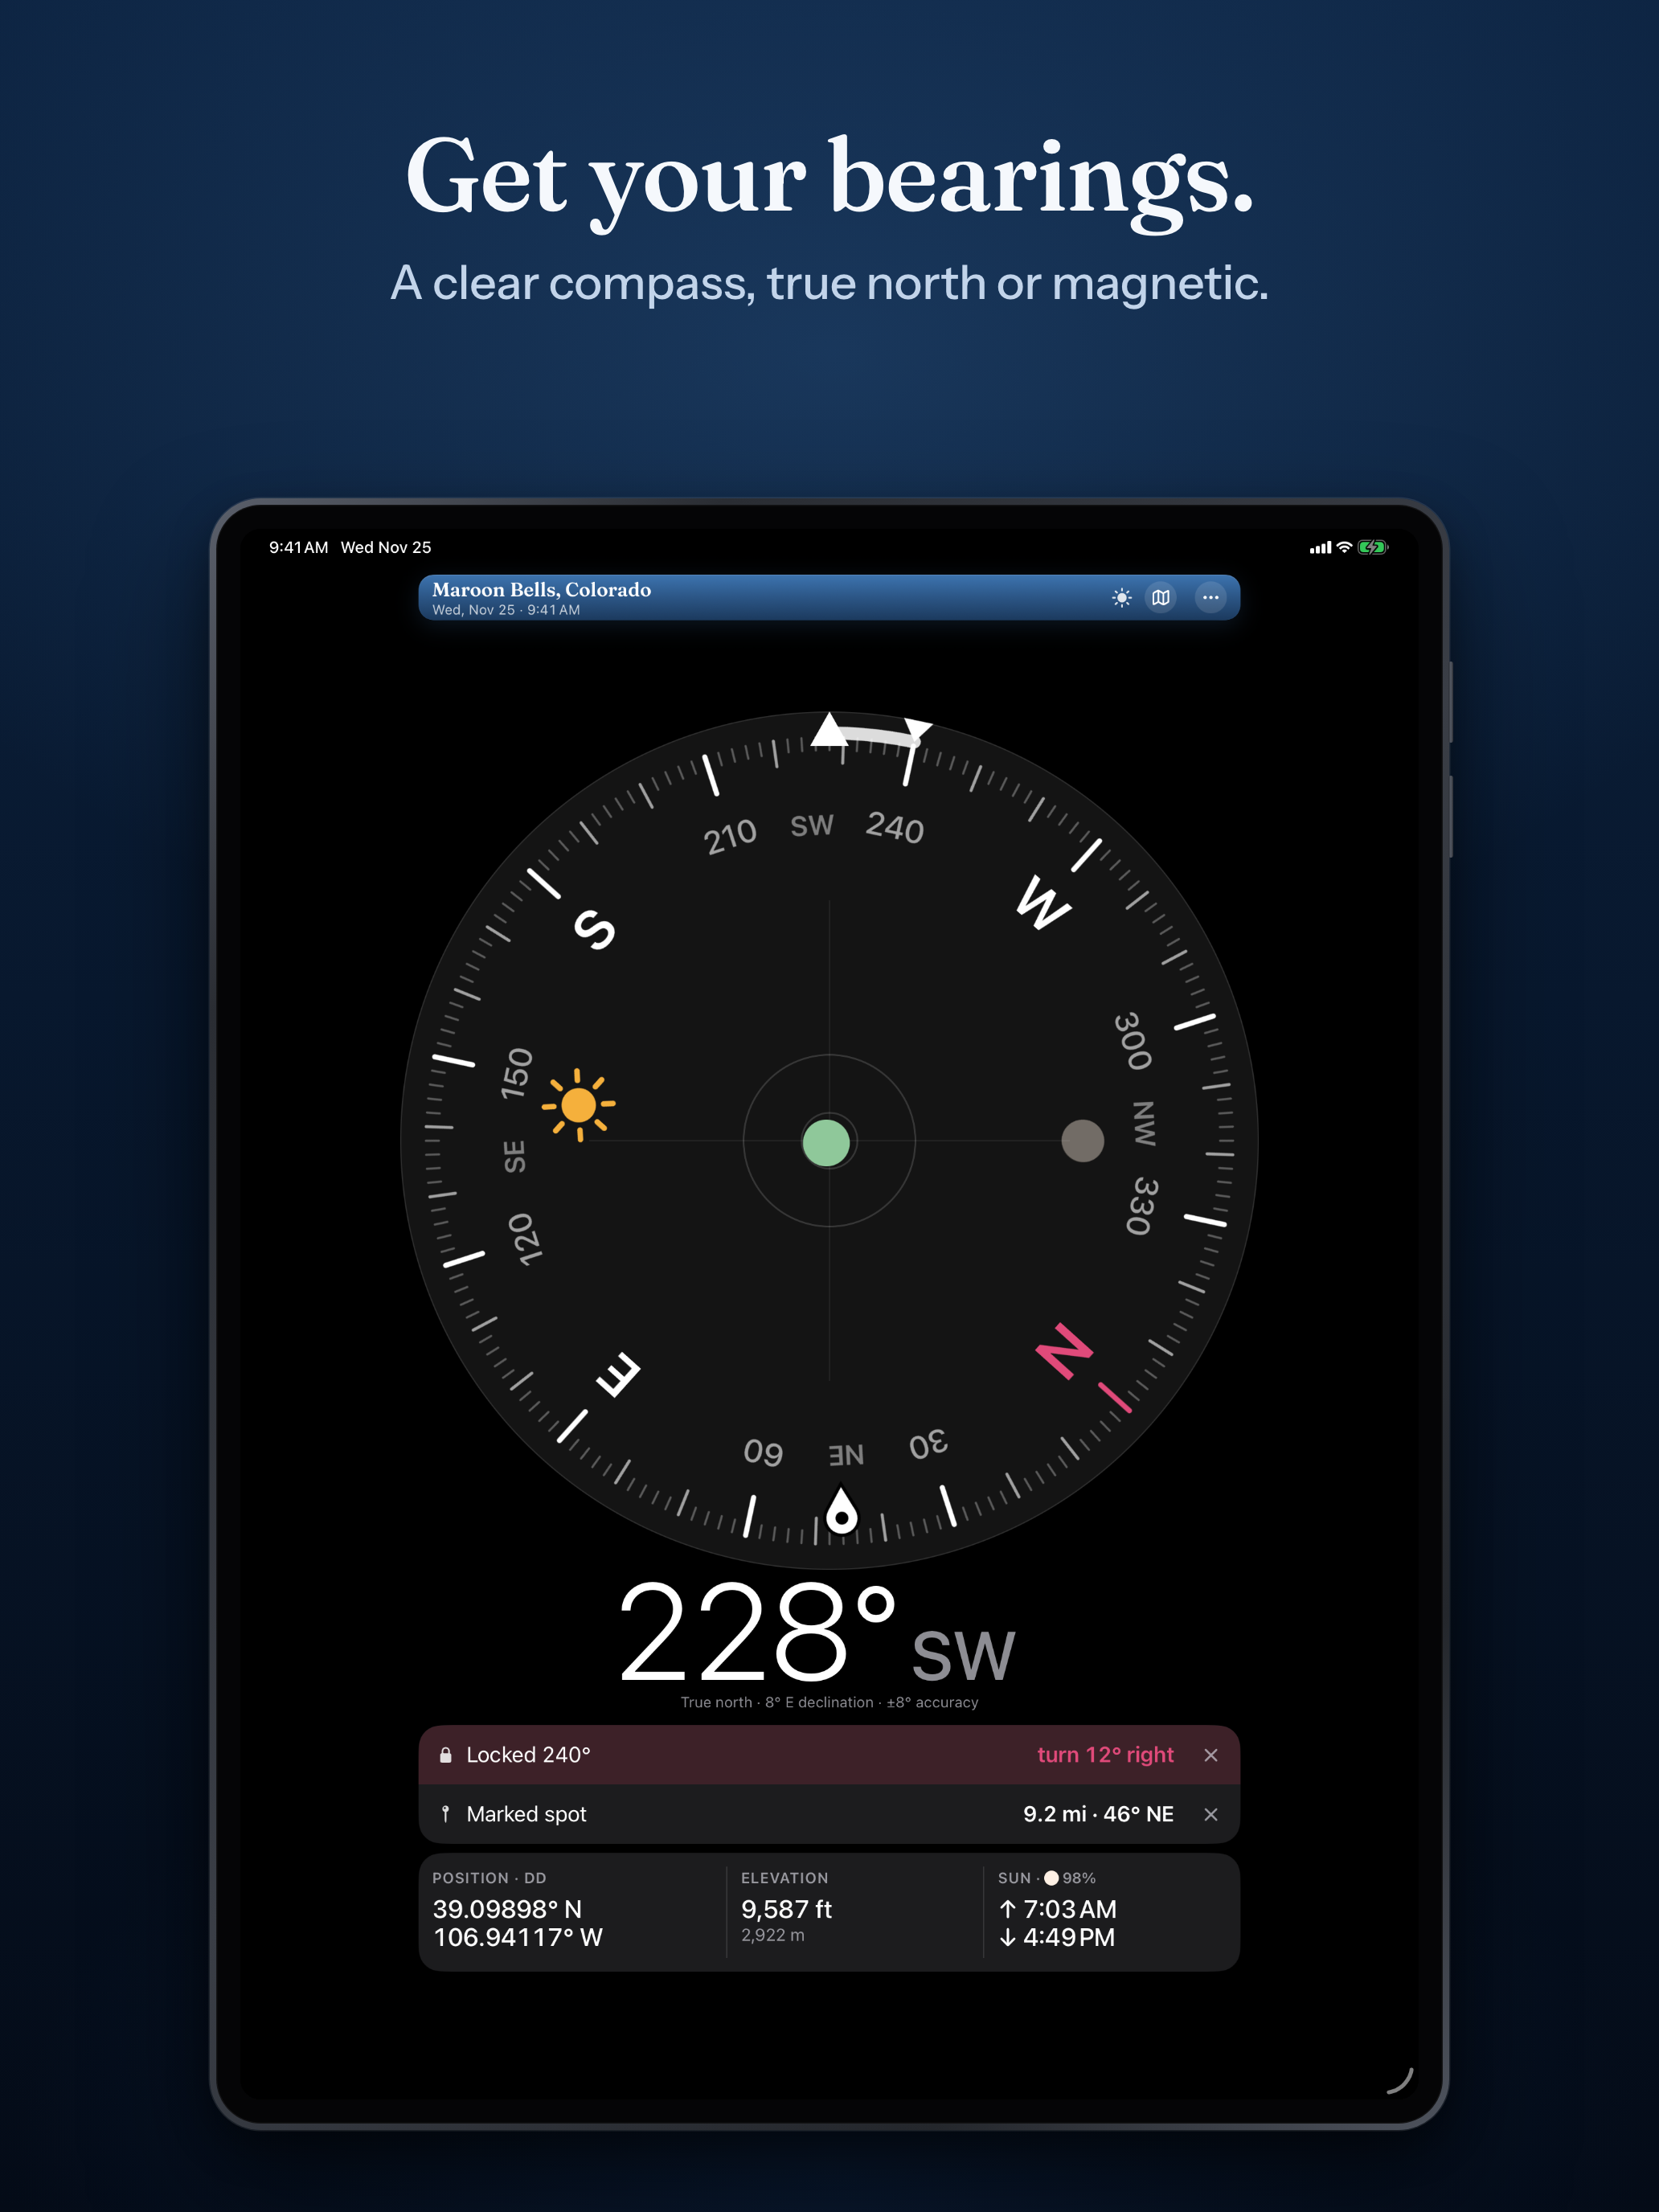 Get your bearings.
A clear compass, true north or magnetic.
9:41 AM Wed Nov 25
Maroon Bells, Colorado
Wed, Nov 25 · 9:41 AM
210 SW 240
S W
150 300
SE NW
120 330
E N
60 NE 30
228° SW
True north · 8° E declination · ±8° accuracy
Locked 240° turn 12° right ×
Marked spot 9.2 mi · 46° NE ×
POSITION · DD ELEVATION SUN · 98%
39.09898° N 9,587 ft ↑ 7:03 AM
106.94117° W 2,922 m ↓ 4:49 PM